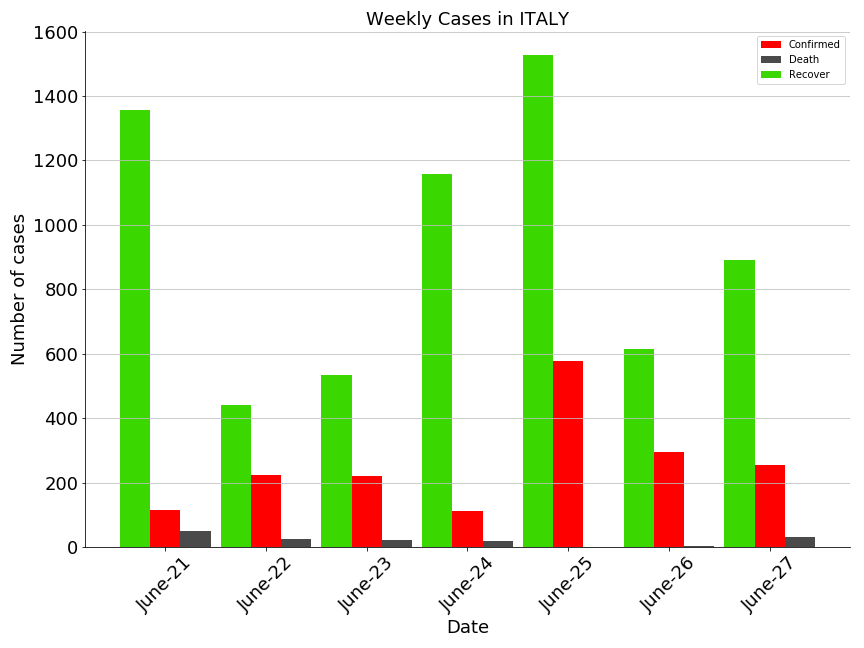 Weekly Cases in ITALY
Confirmed
Death
Recover
Number of cases
1600
1400
1200
1000
800
600
400
200
0
June-21
June-22
June-23
June-24
June-25
June-26
June-27
Date